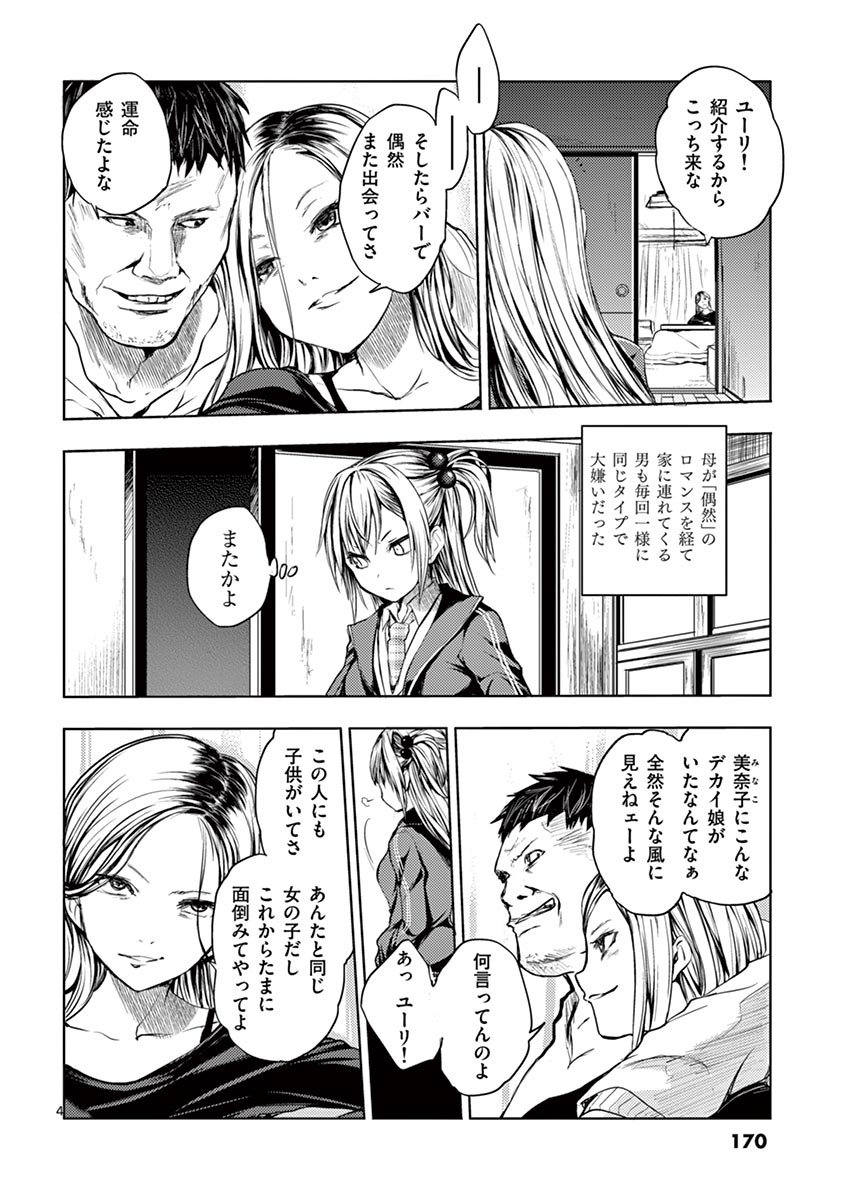 ユーリ!
紹介するから
こっち来な
――
そしたらバーで
偶然
また出会ってさ
運命
感じたよな
母が「偶然」の
ロマンスを経て
家に連れてくる
男も毎回一様に
同じタイプで
大嫌いだった
またかよ
美奈子にこんな
みなこ
デカイ娘が
いたなんてなぁ
全然そんな風に
見えねェーよ
何言ってんのよ
あっ ユーリ!
この人にも
子供がいてさ
あんたと同じ
女の子だし
これからたまに
面倒みてやってよ
4
170